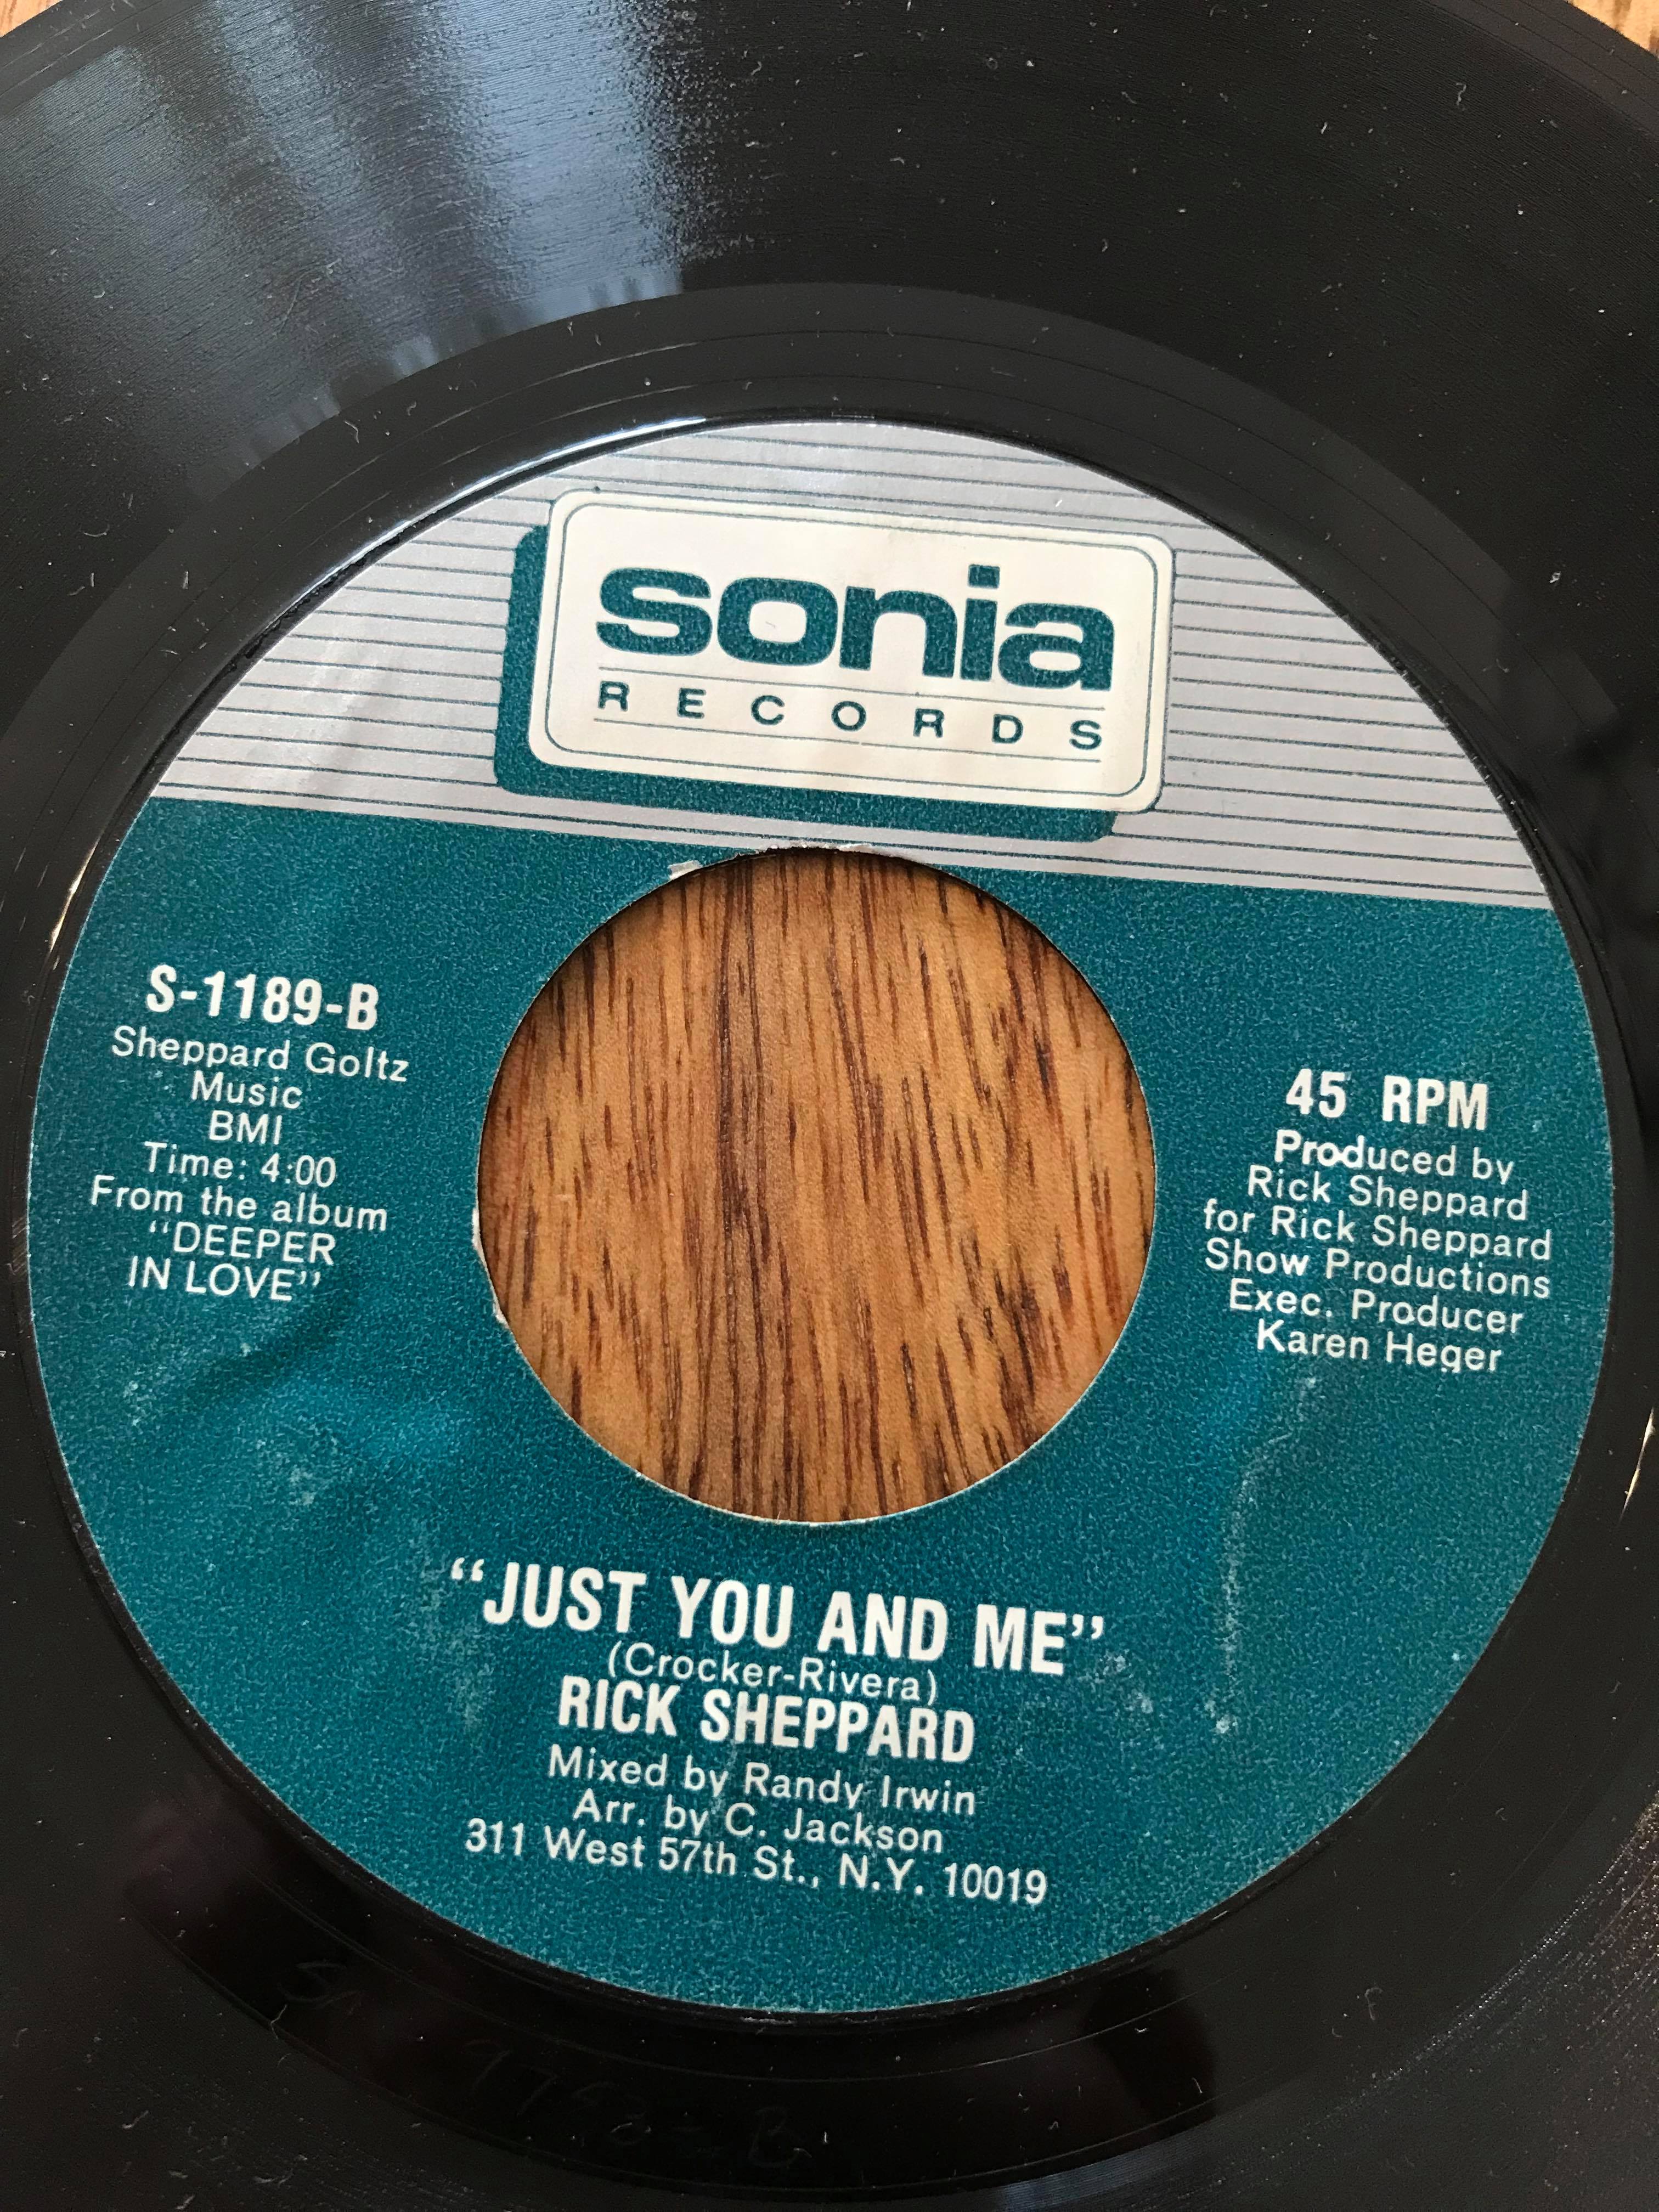 sonia
RECORDS
S-1189-B
Sheppard Goltz
Music
BMI
Time: 4:00
From the album
"DEEPER
IN LOVE"
45 RPM
Produced by
Rick Sheppard
for Rick Sheppard
Show Productions
Exec. Producer
Karen Heger
"JUST YOU AND ME"
(Crocker-Rivera)
RICK SHEPPARD
Mixed by Randy Irwin
Arr. by C. Jackson
311 West 57th St., N.Y. 10019